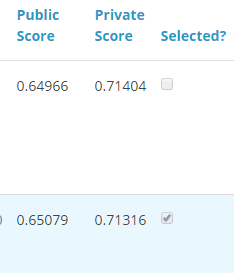 Public Private
Score Score Selected?
0.64966 0.71404
0.65079 0.71316